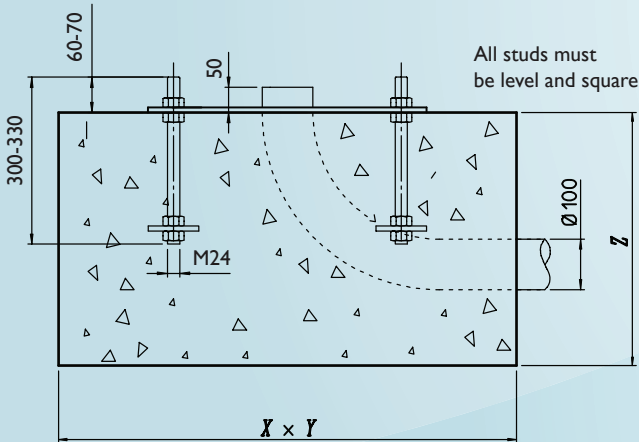 60-70
50
All studs must
be level and square
300-330
Ø100
Z
M24
X × Y